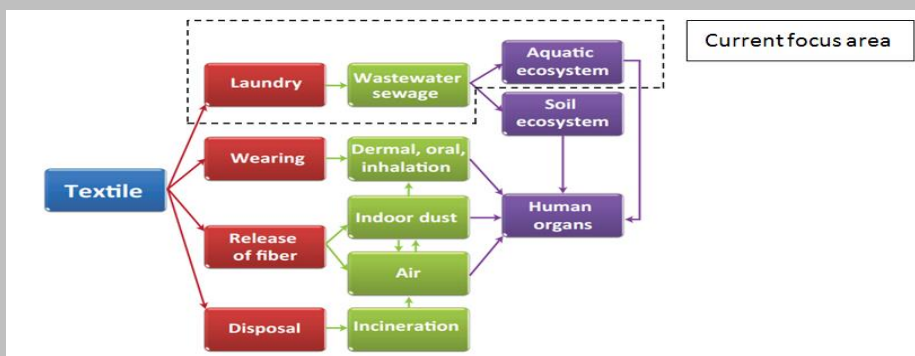 Current focus area
Aquatic
ecosystem
Laundry
Wastewater
sewage
Soil
ecosystem
Wearing
Dermal, oral,
inhalation
Textile
Indoor dust
Human
organs
Release
of fiber
Air
Disposal
Incineration